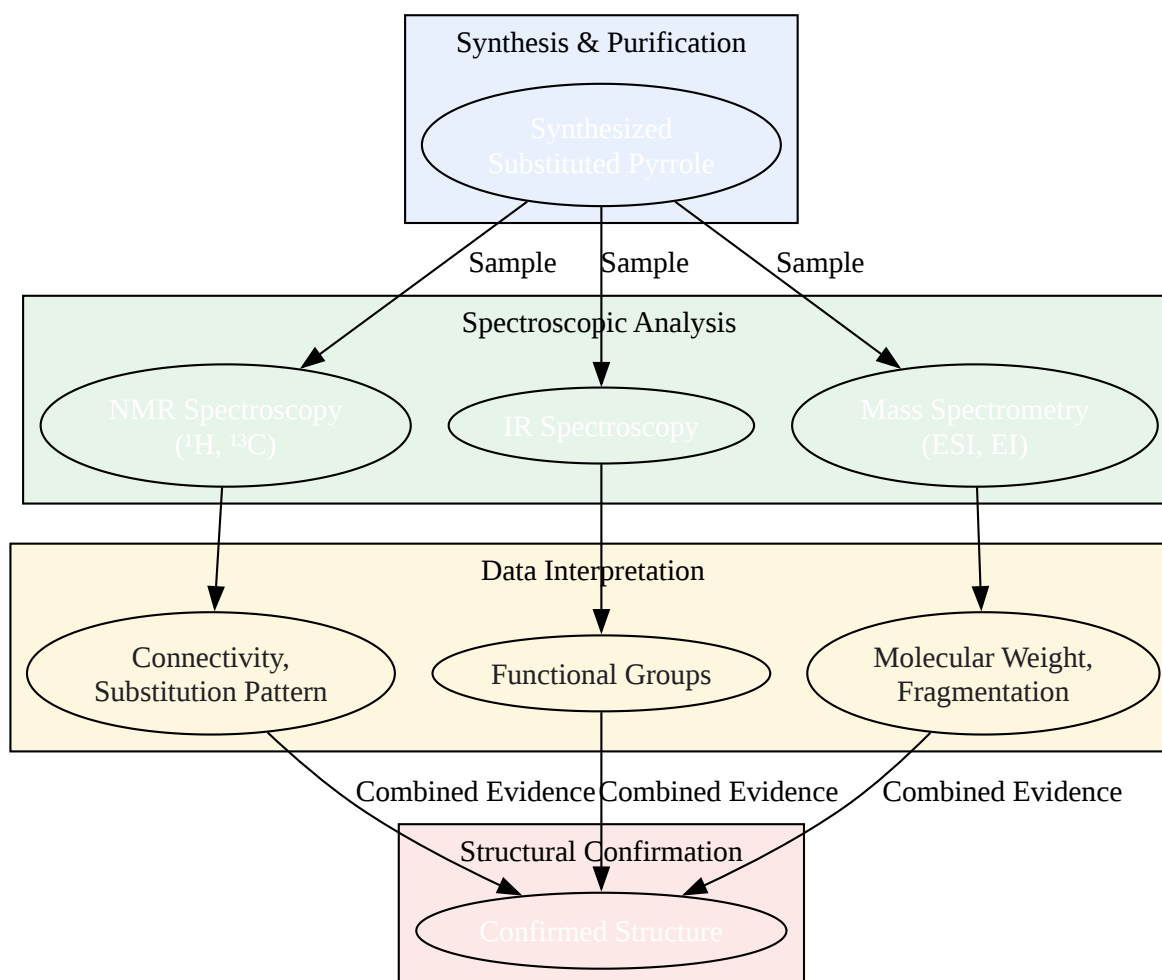 Synthesis & Purification
Synthesized
Substituted Pyrrole
Sample
Sample
Sample
Spectroscopic Analysis
NMR Spectroscopy
(¹H, ¹³C)
IR Spectroscopy
Mass Spectrometry
(ESI, EI)
Data Interpretation
Connectivity,
Substitution Pattern
Functional Groups
Molecular Weight,
Fragmentation
Combined Evidence
Combined Evidence
Combined Evidence
Structural Confirmation
Confirmed Structure